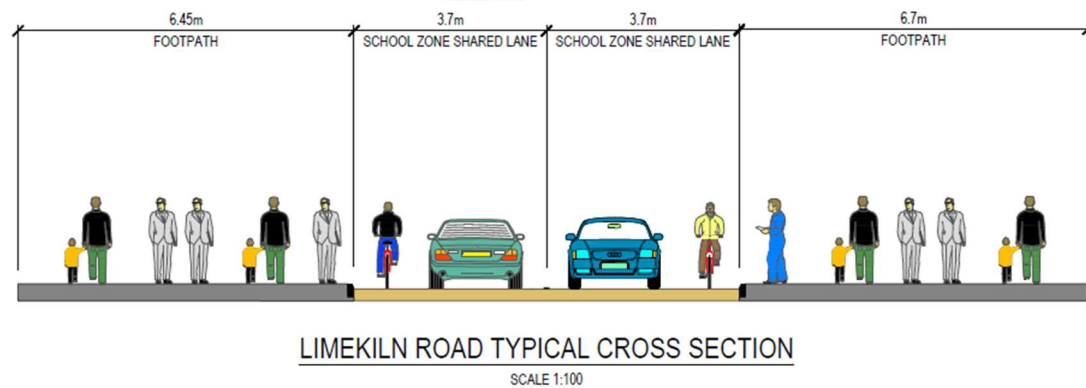 6.45m
FOOTPATH
3.7m
SCHOOL ZONE SHARED LANE
3.7m
SCHOOL ZONE SHARED LANE
6.7m
FOOTPATH
LIMEKILN ROAD TYPICAL CROSS SECTION
SCALE 1:100